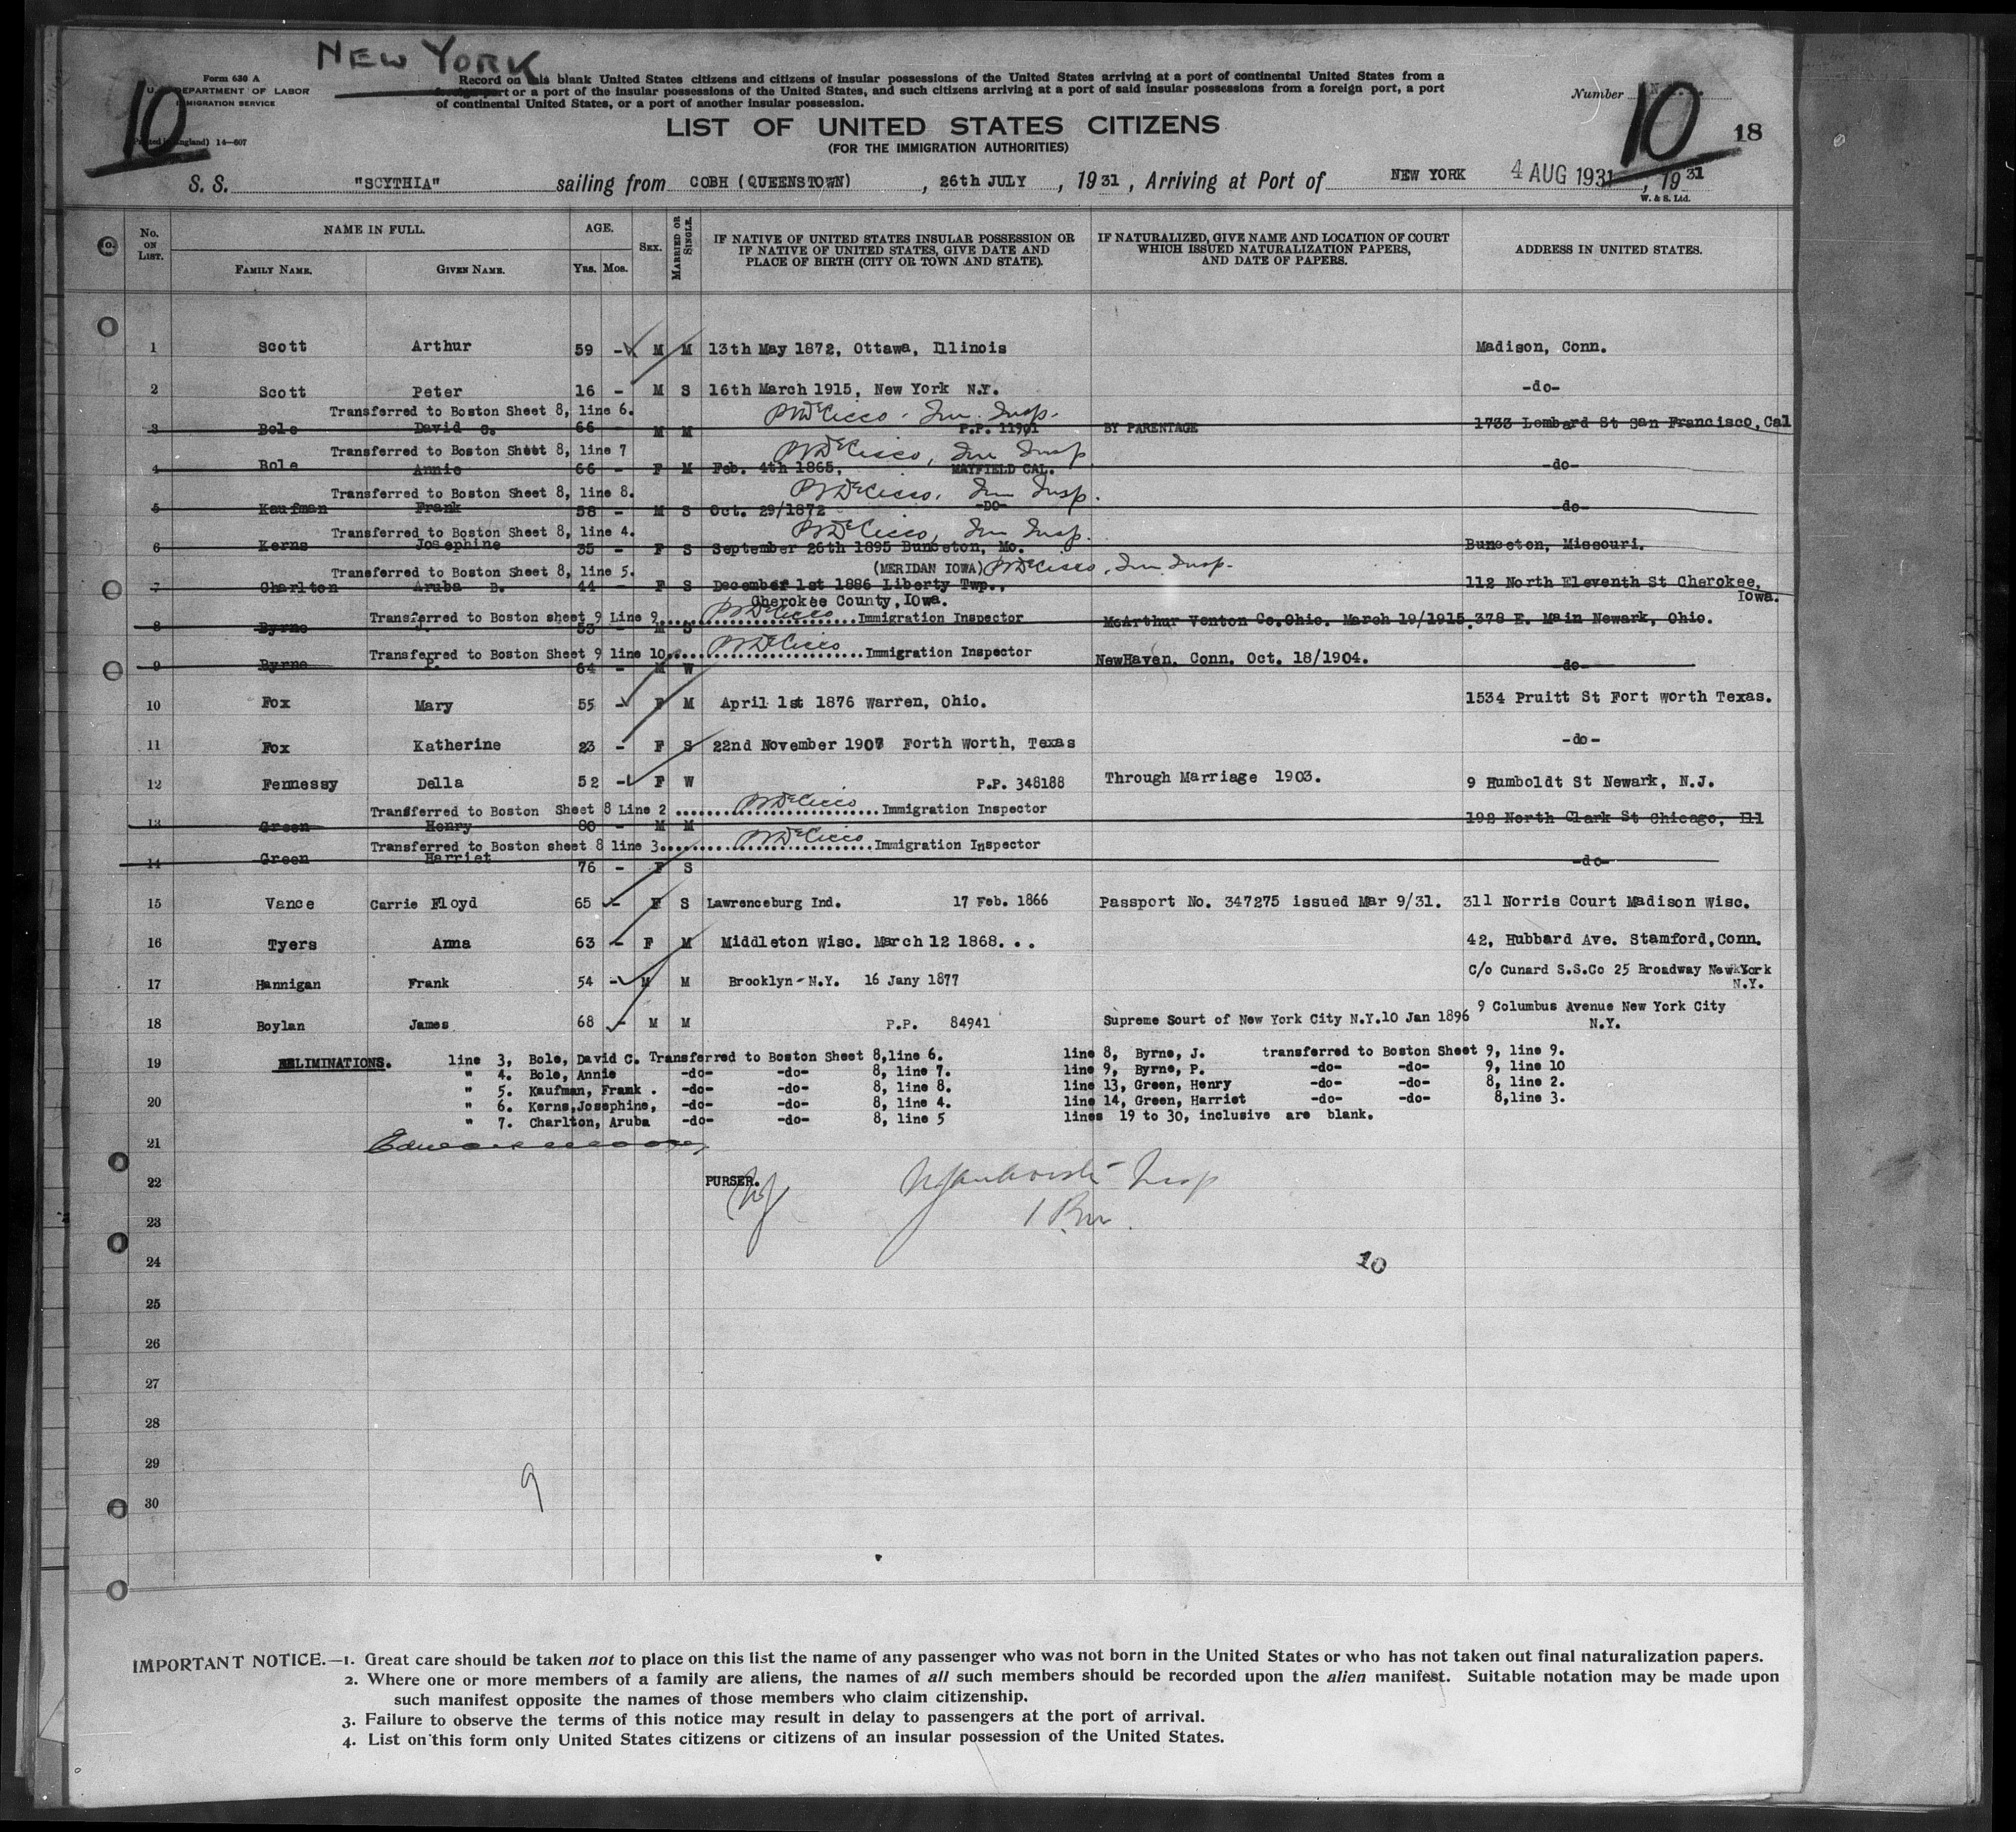 NEW YORK
Form 630 A
U. S. DEPARTMENT OF LABOR
IMMIGRATION SERVICE
10
(Printed in England) 14—607
Record on this blank United States citizens and citizens of insular possessions of the United States arriving at a port of continental United States from a
foreign port or a port of the insular possessions of the United States, and such citizens arriving at a port of said insular possessions from a foreign port, a port
of continental United States, or a port of another insular possession.
Number
10
18
LIST OF UNITED STATES CITIZENS
(FOR THE IMMIGRATION AUTHORITIES)
S. S. "SCYTHIA" sailing from COBH (QUEENSTOWN), 26th JULY, 1931, Arriving at Port of NEW YORK 4 AUG 1931, 1931
W. & S. Ltd.
No. ON LIST. NAME IN FULL. FAMILY NAME. GIVEN NAME. AGE. YRS. MOS. SEX. MARRIED OR SINGLE. IF NATIVE OF UNITED STATES INSULAR POSSESSION OR IF NATIVE OF UNITED STATES, GIVE DATE AND PLACE OF BIRTH (CITY OR TOWN AND STATE). IF NATURALIZED, GIVE NAME AND LOCATION OF COURT WHICH ISSUED NATURALIZATION PAPERS, AND DATE OF PAPERS. ADDRESS IN UNITED STATES.
1 Scott Arthur 59 - M M 13th May 1872, Ottawa, Illinois Madison, Conn.
2 Scott Peter 16 - M S 16th March 1915, New York N.Y. -do-
Transferred to Boston Sheet 8, line 6. Imm. Insp.
3 Bole David C. 66 - M M P.P. 11901 BY PARENTAGE 1733 Lombard St San Francisco, Cal
Transferred to Boston Sheet 8, line 7 Imm Insp
4 Bole Annie 66 - F M Feb. 4th 1865, MAYFIELD CAL. -do-
Transferred to Boston Sheet 8, line 8. Imm Insp.
5 Kaufman Frank 58 - M S Oct. 29/1872 -DO- -do-
Transferred to Boston Sheet 8, line 4. Imm Insp.
6 Kerns Josephine 35 - F S September 26th 1895 Bunceton, Mo. Bunceton, Missouri.
Transferred to Boston Sheet 8, line 5. (MERIDAN IOWA) Imm Insp.
7 Charlton Aruba B. 44 - F S December 1st 1886 Liberty Twp., 112 North Eleventh St Cherokee,
Cherokee County, IOwa. Iowa.
Transferred to Boston sheet 9 Line 9 Immigration Inspector
8 Byrne J. 53 - M S McArthur Venton Co.Ohio. March 19/1915. 378 E. Main Newark, Ohio.
Transferred to Boston Sheet 9 line 10 Immigration Inspector
9 Byrne P. 64 - M W NewHaven, Conn. Oct. 18/1904. -do-
10 Fox Mary 55 - F M April 1st 1876 Warren, Ohio. 1534 Pruitt St Fort Worth Texas.
11 Fox Katherine 23 - F S 22nd November 1907 Forth Worth, Texas -do-
12 Fennessy Della 52 - F W P.P. 348188 Through Marriage 1903. 9 Humboldt St Newark, N.J.
Transferred to Boston Sheet 8 Line 2 Immigration Inspector
13 Green Henry 80 - M M 192 North Clark St Chicago, Ill
Transferred to Boston sheet 8 line 3 Immigration Inspector
14 Green Harriet 76 - F S -do-
15 Vance Carrie Floyd 65 - F S Lawrenceburg Ind. 17 Feb. 1866 Passport No. 347275 issued Mar 9/31. 311 Norris Court Madison Wisc.
16 Tyers Anna 63 - F M Middleton Wisc. March 12 1868... 42, Hubbard Ave. Stamford,Conn.
17 Hannigan Frank 54 - M M Brooklyn - N.Y. 16 Jany 1877 C/o Cunard S.S.Co 25 Broadway New York
N.Y.
18 Boylan James 68 - M M P.P. 84941 Supreme Sourt of New York City N.Y.10 Jan 1896 9 Columbus Avenue New York City
N.Y.
19 ELIMINATIONS. line 3, Bole, David C. Transferred to Boston Sheet 8,line 6. line 8, Byrne, J. transferred to Boston Sheet 9, line 9.
" 4. Bole, Annie -do- -do- 8, line 7. line 9, Byrne, P. -do- -do- 9, line 10
" 5. Kaufman, Frank . -do- -do- 8, line 8. line 13, Green, Henry -do- -do- 8, line 2.
20 " 6. Kerns,Josephine, -do- -do- 8, line 4. line 14, Green, Harriet -do- -do- 8,line 3.
" 7. Charlton, Aruba -do- -do- 8, line 5 lines 19 to 30, inclusive are blank.
21
22 PURSER. Insp
23
24 10
25
26
27
28
29 9
30
IMPORTANT NOTICE.—1. Great care should be taken not to place on this list the name of any passenger who was not born in the United States or who has not taken out final naturalization papers.
2. Where one or more members of a family are aliens, the names of all such members should be recorded upon the alien manifest. Suitable notation may be made upon
such manifest opposite the names of those members who claim citizenship.
3. Failure to observe the terms of this notice may result in delay to passengers at the port of arrival.
4. List on this form only United States citizens or citizens of an insular possession of the United States.